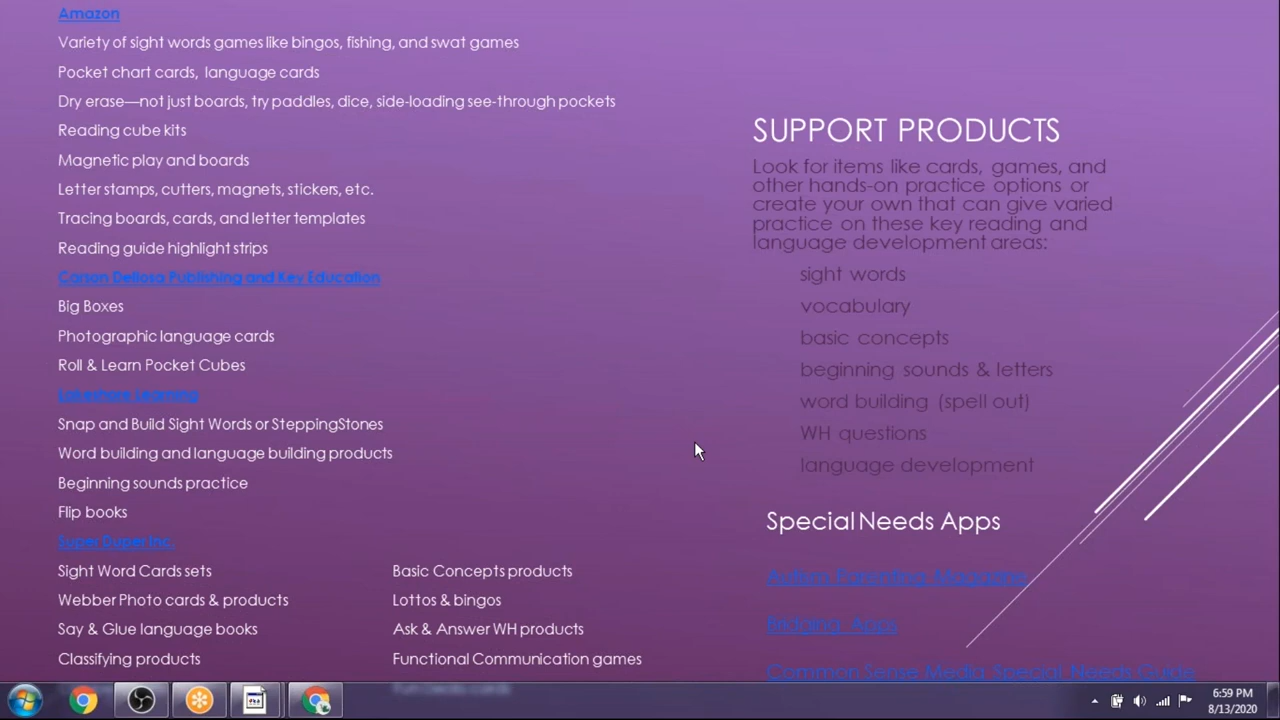 Amazon
Variety of sight words games like bingos, fishing, and swat games
Pocket chart cards, language cards
Dry erase—not just boards, try paddles, dice, side-loading see-through pockets
Reading cube kits
Magnetic play and boards
Letter stamps, cutters, magnets, stickers, etc.
Tracing boards, cards, and letter templates
Reading guide highlight strips
Carson Dellosa Publishing and Key Education
Big Boxes
Photographic language cards
Roll & Learn Pocket Cubes
Lakeshore Learning
Snap and Build Sight Words or SteppingStones
Word building and language building products
Beginning sounds practice
Flip books
Super Duper Inc.
Sight Word Cards sets
Webber Photo cards & products
Say & Glue language books
Classifying products
Basic Concepts products
Lottos & bingos
Ask & Answer WH products
Functional Communication games
SUPPORT PRODUCTS
Look for items like cards, games, and
other hands-on practice options or
create your own that can give varied
practice on these key reading and
language development areas:
sight words
vocabulary
basic concepts
beginning sounds & letters
word building (spell out)
WH questions
language development
Special Needs Apps
Autism Parenting Magazine
Bridging Apps
Common Sense Media Special Needs Guide
6:59 PM
8/13/2020